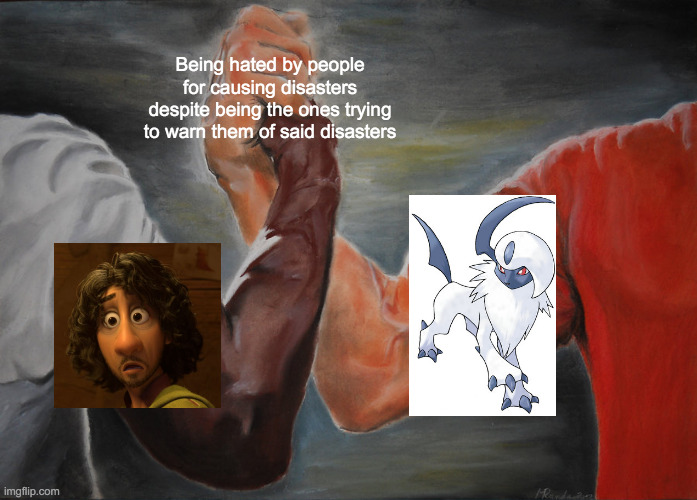 Being hated by people
for causing disasters
despite being the ones trying
to warn them of said disasters
imgflip.com